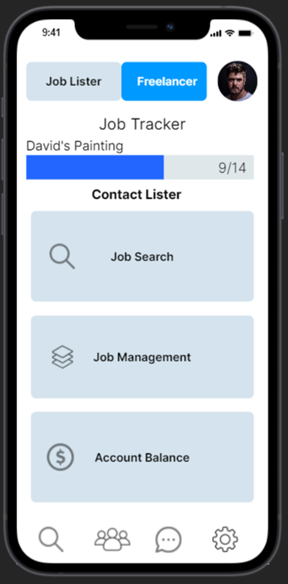 9:41
Job Lister Freelancer
Job Tracker
David's Painting
9/14
Contact Lister
Job Search
Job Management
Account Balance